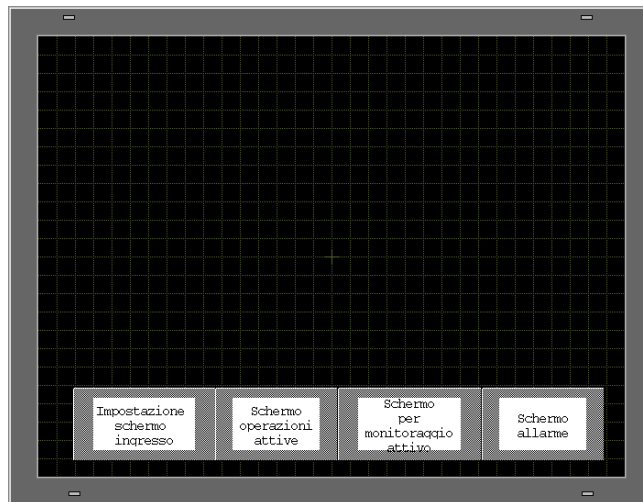 Impostazione
schermo
ingresso
Schermo
operazioni
attive
Schermo
per
monitoraggio
attivo
Schermo
allarme